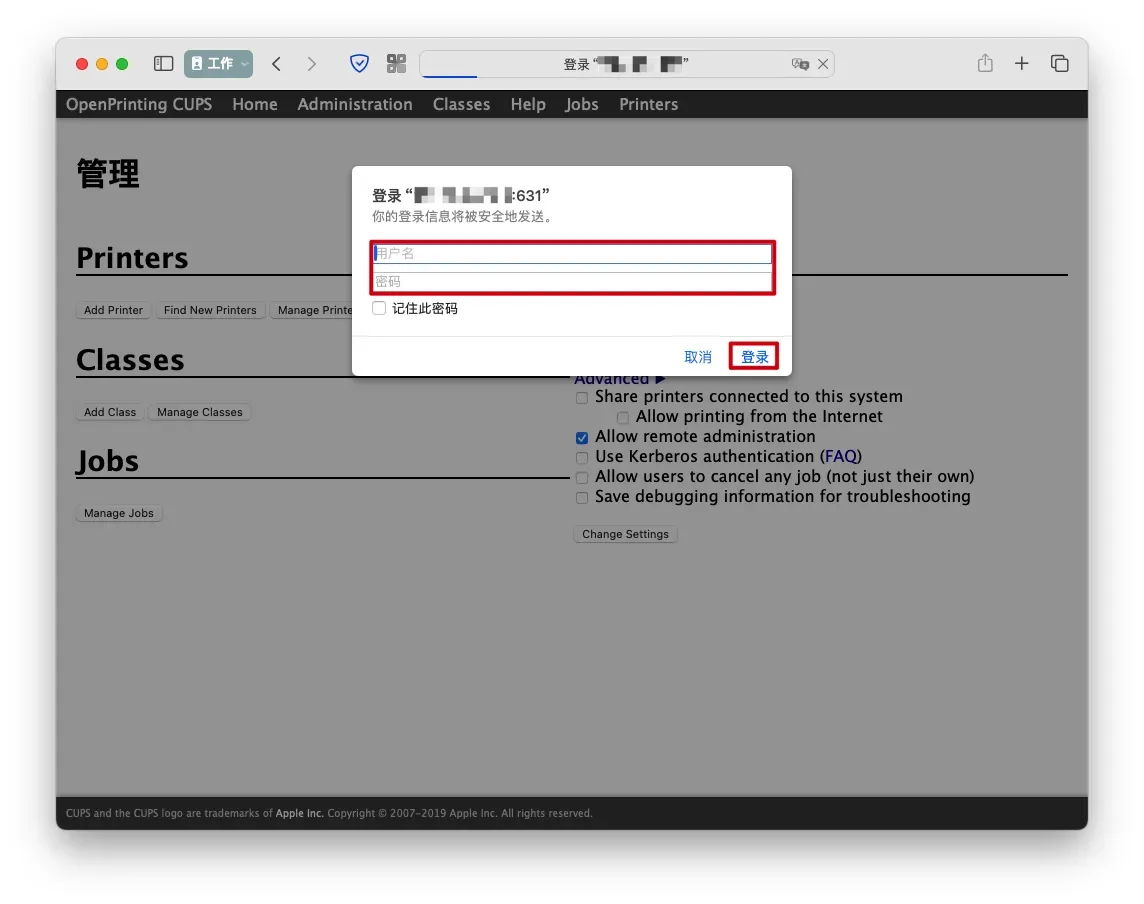 工作
登录 “ ”
OpenPrinting CUPS Home Administration Classes Help Jobs Printers
管理
登录 “ :631”
你的登录信息将被安全地发送。
用户名
密码
记住此密码
取消 登录
Printers
Add Printer Find New Printers Manage Printe
Classes
Add Class Manage Classes
Jobs
Manage Jobs
Advanced ▶
Share printers connected to this system
Allow printing from the Internet
Allow remote administration
Use Kerberos authentication (FAQ)
Allow users to cancel any job (not just their own)
Save debugging information for troubleshooting
Change Settings
CUPS and the CUPS logo are trademarks of Apple Inc. Copyright © 2007-2019 Apple Inc. All rights reserved.